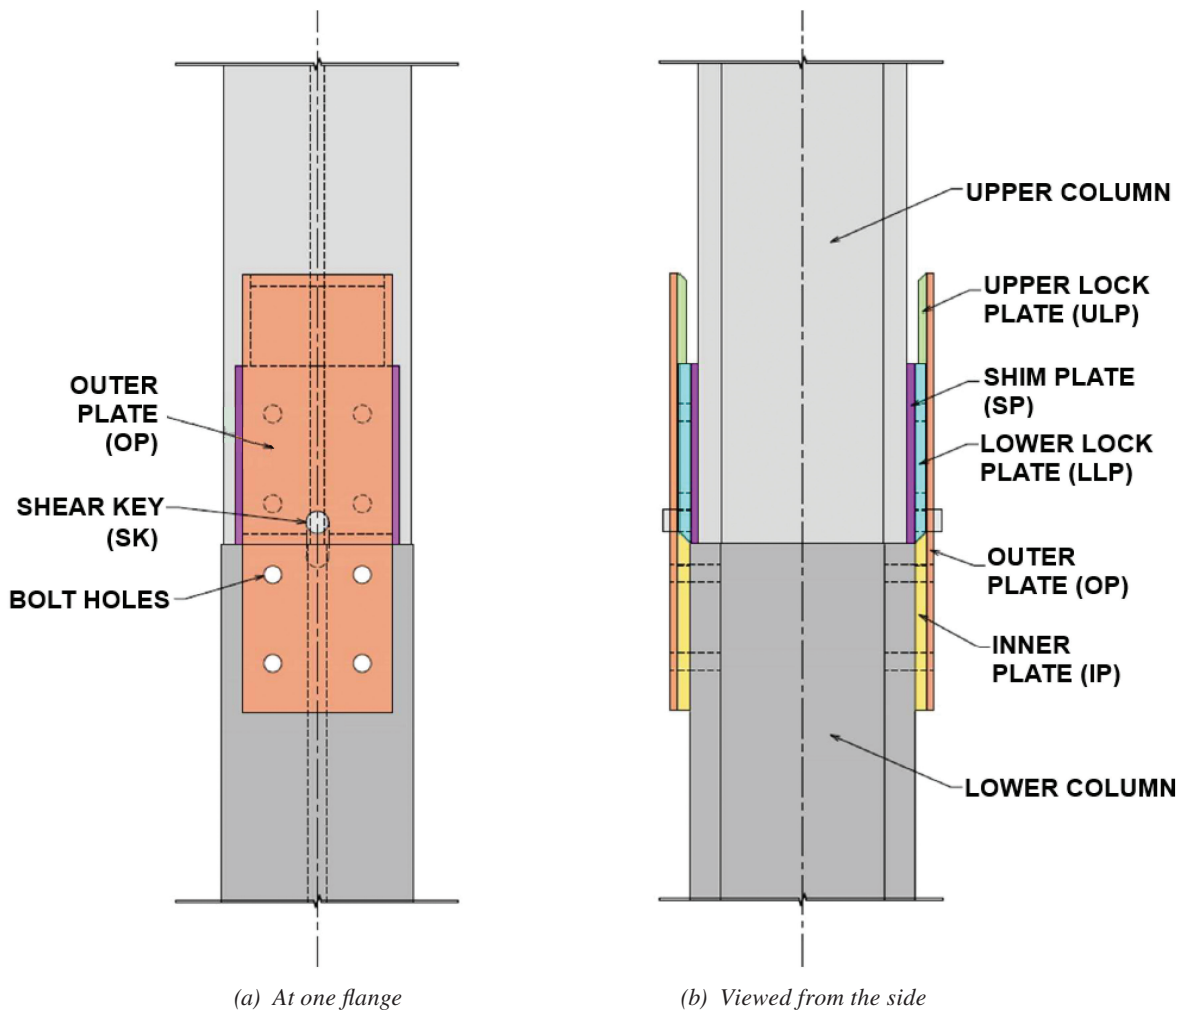 OUTER
PLATE
(OP)
SHEAR KEY
(SK)
BOLT HOLES
(a) At one flange
UPPER COLUMN
UPPER LOCK
PLATE (ULP)
SHIM PLATE
(SP)
LOWER LOCK
PLATE (LLP)
OUTER
PLATE (OP)
INNER
PLATE (IP)
LOWER COLUMN
(b) Viewed from the side